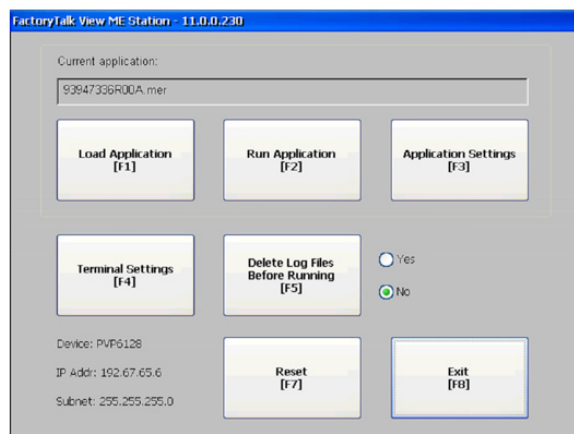 FactoryTalk View ME Station - 11.0.0.230
Current application:
93947336R00A.mer
Load Application
[F1]
Run Application
[F2]
Application Settings
[F3]
Terminal Settings
[F4]
Delete Log Files
Before Running
[F5]
Yes
No
Device: PVP6128
IP Addr: 192.67.65.6
Subnet: 255.255.255.0
Reset
[F7]
Exit
[F8]